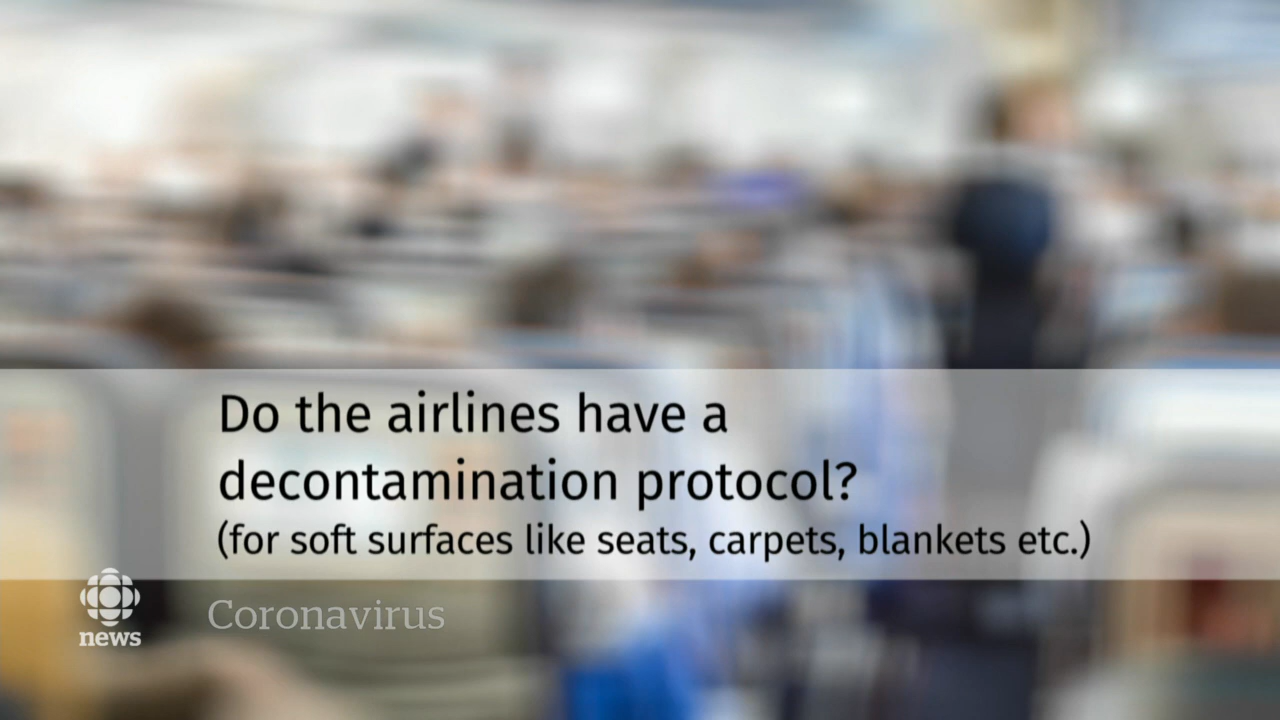 Do the airlines have a
decontamination protocol?
(for soft surfaces like seats, carpets, blankets etc.)
Coronavirus
news